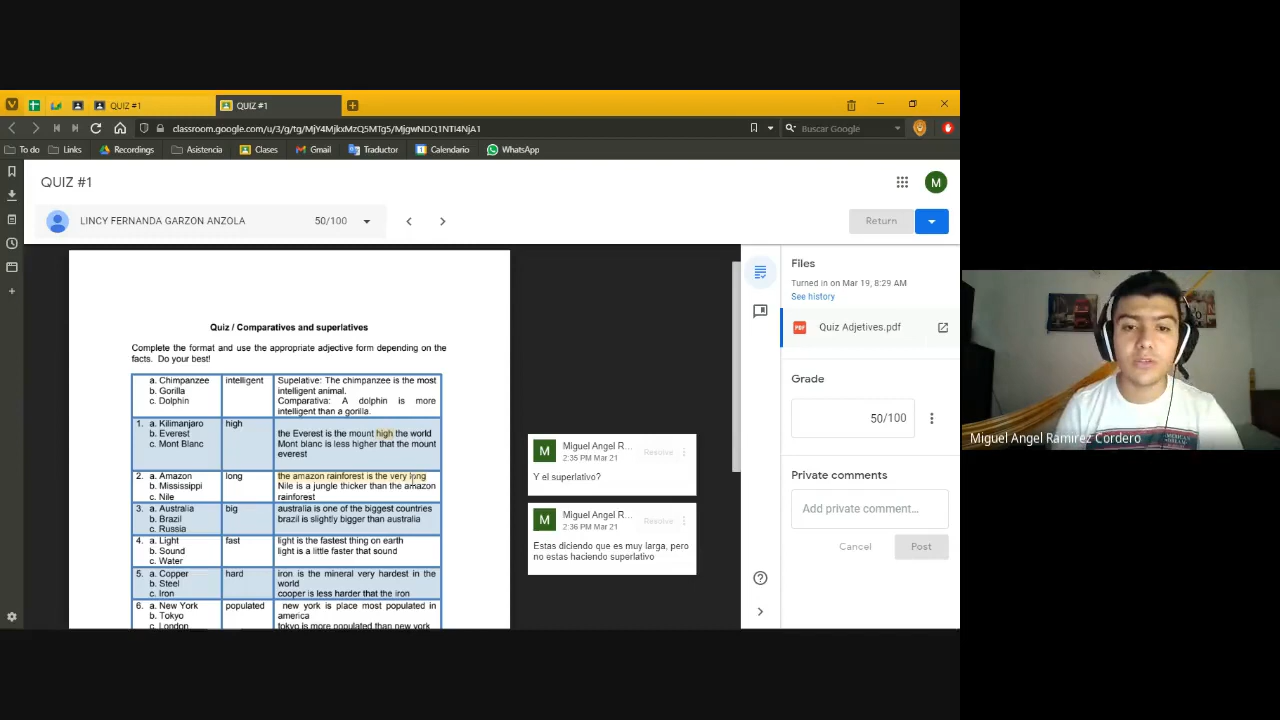 QUIZ #1
QUIZ #1
classroom.google.com/u/3/g/tg/MjY4MjkxMzQ5MTg5/MjgwNDQ1NTI4NjA1
Buscar Google
To do
Links
Recordings
Asistencia
Clases
Gmail
Traductor
Calendario
WhatsApp
QUIZ #1
M
LINCY FERNANDA GARZON ANZOLA
50/100
Return
Quiz / Comparatives and superlatives
Complete the format and use the appropriate adjective form depending on the
facts. Do your best!
a. Chimpanzee
b. Gorilla
c. Dolphin
intelligent
Supelative: The chimpanzee is the most
intelligent animal.
Comparativa: A dolphin is more
intelligent than a gorilla.
1. a. Kilimanjaro
b. Everest
c. Mont Blanc
high
the Everest is the mount high the world
Mont blanc is less higher that the mount
everest
2. a. Amazon
b. Mississippi
c. Nile
long
the amazon rainforest is the very long
Nile is a jungle thicker than the amazon
rainforest
3. a. Australia
b. Brazil
c. Russia
big
australia is one of the biggest countries
brazil is slightly bigger than australia
4. a. Light
b. Sound
c. Water
fast
light is the fastest thing on earth
light is a little faster that sound
5. a. Copper
b. Steel
c. Iron
hard
iron is the mineral very hardest in the
world
cooper is less harder that the iron
6. a. New York
b. Tokyo
c. London
populated
new york is place most populated in
america
tokyo is more populated than new york
M
Miguel Angel R...
2:35 PM Mar 21
Resolve
Y el superlativo?
M
Miguel Angel R...
2:36 PM Mar 21
Resolve
Estas diciendo que es muy larga, pero
no estas haciendo superlativo
Files
Turned in on Mar 19, 8:29 AM
See history
PDF
Quiz Adjetives.pdf
Grade
50/100
Private comments
Add private comment...
Cancel
Post
Miguel Angel Ramirez Cordero